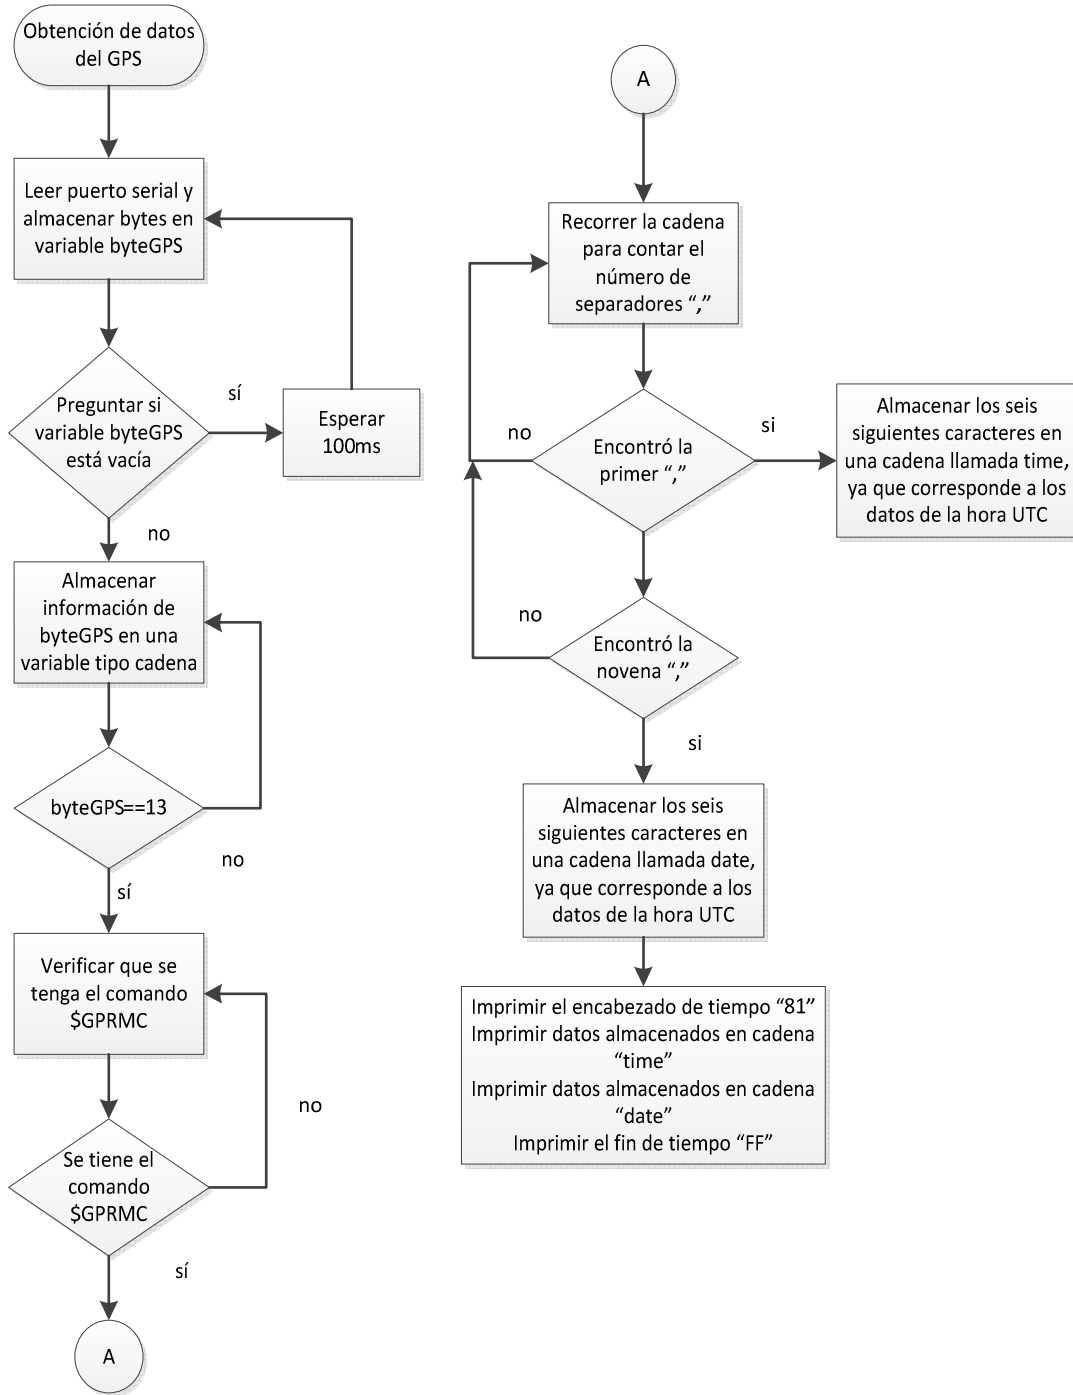 Obtención de datos
del GPS
Leer puerto serial y
almacenar bytes en
variable byteGPS
Preguntar si
variable byteGPS
está vacía
sí
Esperar
100ms
no
Almacenar
información de
byteGPS en una
variable tipo cadena
byteGPS==13
no
sí
Verificar que se
tenga el comando
$GPRMC
no
Se tiene el
comando
$GPRMC
sí
A
A
Recorrer la cadena
para contar el
número de
separadores “,”
no
Encontró la
primer “,”
si
Almacenar los seis
siguientes caracteres en
una cadena llamada time,
ya que corresponde a los
datos de la hora UTC
no
Encontró la
novena “,”
si
Almacenar los seis
siguientes caracteres en
una cadena llamada date,
ya que corresponde a los
datos de la hora UTC
Imprimir el encabezado de tiempo “81”
Imprimir datos almacenados en cadena
“time”
Imprimir datos almacenados en cadena
“date”
Imprimir el fin de tiempo “FF”